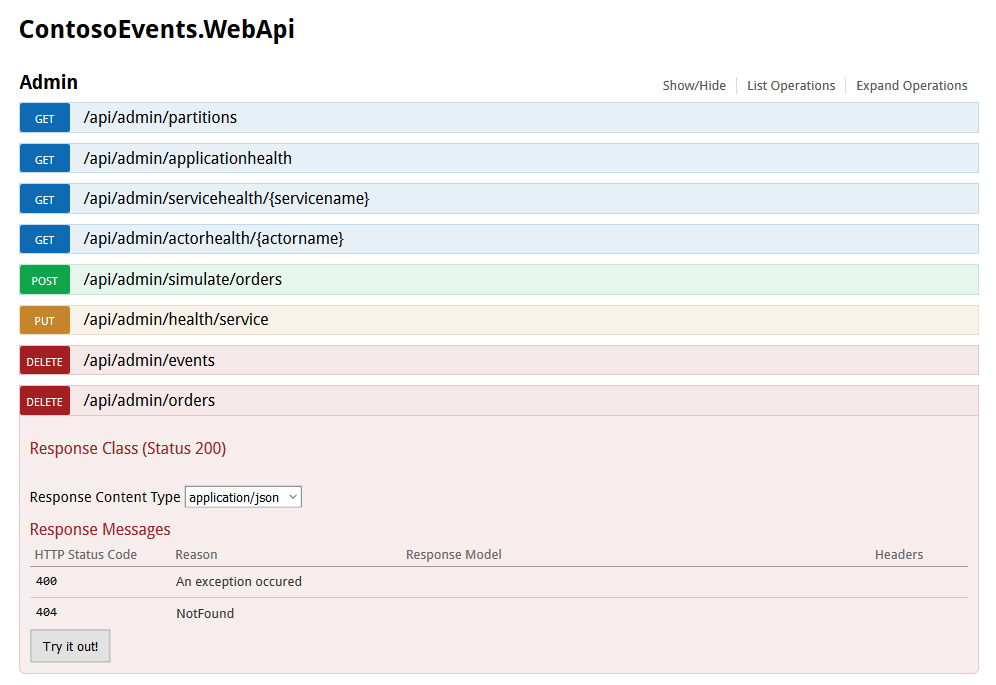 ContosoEvents.WebApi
Admin Show/Hide List Operations Expand Operations
GET /api/admin/partitions
GET /api/admin/applicationhealth
GET /api/admin/servicehealth/{servicename}
GET /api/admin/actorhealth/{actorname}
POST /api/admin/simulate/orders
PUT /api/admin/health/service
DELETE /api/admin/events
DELETE /api/admin/orders
Response Class (Status 200)
Response Content Type application/json
Response Messages
HTTP Status Code Reason Response Model Headers
400 An exception occured
404 NotFound
Try it out!